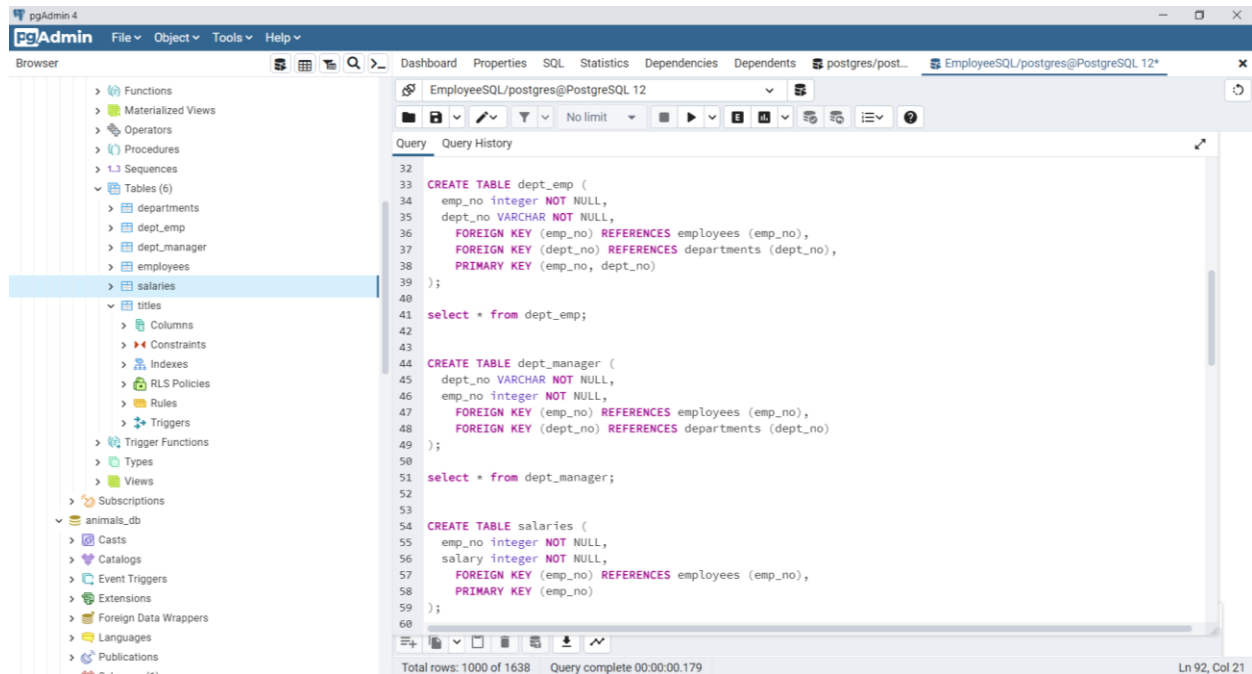 pgAdmin 4
pgAdmin File Object Tools Help
Browser
Dashboard Properties SQL Statistics Dependencies Dependents postgres/post... EmployeeSQL/postgres@PostgreSQL 12*
Functions
Materialized Views
Operators
Procedures
1..3 Sequences
Tables (6)
departments
dept_emp
dept_manager
employees
salaries
titles
Columns
Constraints
Indexes
RLS Policies
Rules
Triggers
Trigger Functions
Types
Views
Subscriptions
animals_db
Casts
Catalogs
Event Triggers
Extensions
Foreign Data Wrappers
Languages
Publications
EmployeeSQL/postgres@PostgreSQL 12
No limit
E
Query Query History
32
33 CREATE TABLE dept_emp (
34 emp_no integer NOT NULL,
35 dept_no VARCHAR NOT NULL,
36 FOREIGN KEY (emp_no) REFERENCES employees (emp_no),
37 FOREIGN KEY (dept_no) REFERENCES departments (dept_no),
38 PRIMARY KEY (emp_no, dept_no)
39 );
40
41 select * from dept_emp;
42
43
44 CREATE TABLE dept_manager (
45 dept_no VARCHAR NOT NULL,
46 emp_no integer NOT NULL,
47 FOREIGN KEY (emp_no) REFERENCES employees (emp_no),
48 FOREIGN KEY (dept_no) REFERENCES departments (dept_no)
49 );
50
51 select * from dept_manager;
52
53
54 CREATE TABLE salaries (
55 emp_no integer NOT NULL,
56 salary integer NOT NULL,
57 FOREIGN KEY (emp_no) REFERENCES employees (emp_no),
58 PRIMARY KEY (emp_no)
59 );
60
Total rows: 1000 of 1638 Query complete 00:00:00.179 Ln 92, Col 21